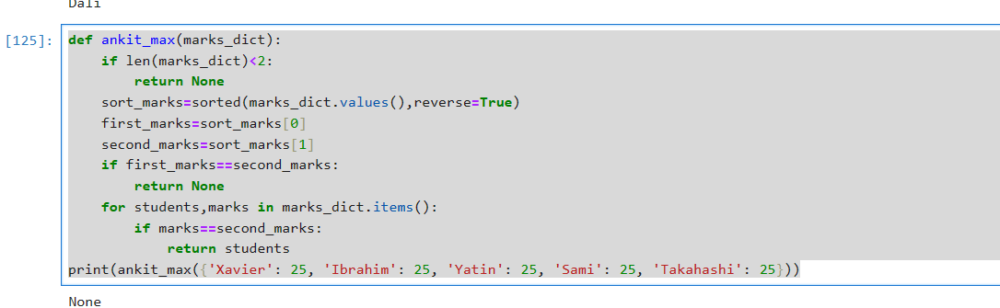 Dali
[125]: def ankit_max(marks_dict):
    if len(marks_dict)<2:
        return None
    sort_marks=sorted(marks_dict.values(),reverse=True)
    first_marks=sort_marks[0]
    second_marks=sort_marks[1]
    if first_marks==second_marks:
        return None
    for students,marks in marks_dict.items():
        if marks==second_marks:
            return students
print(ankit_max({'Xavier': 25, 'Ibrahim': 25, 'Yatin': 25, 'Sami': 25, 'Takahashi': 25}))
None